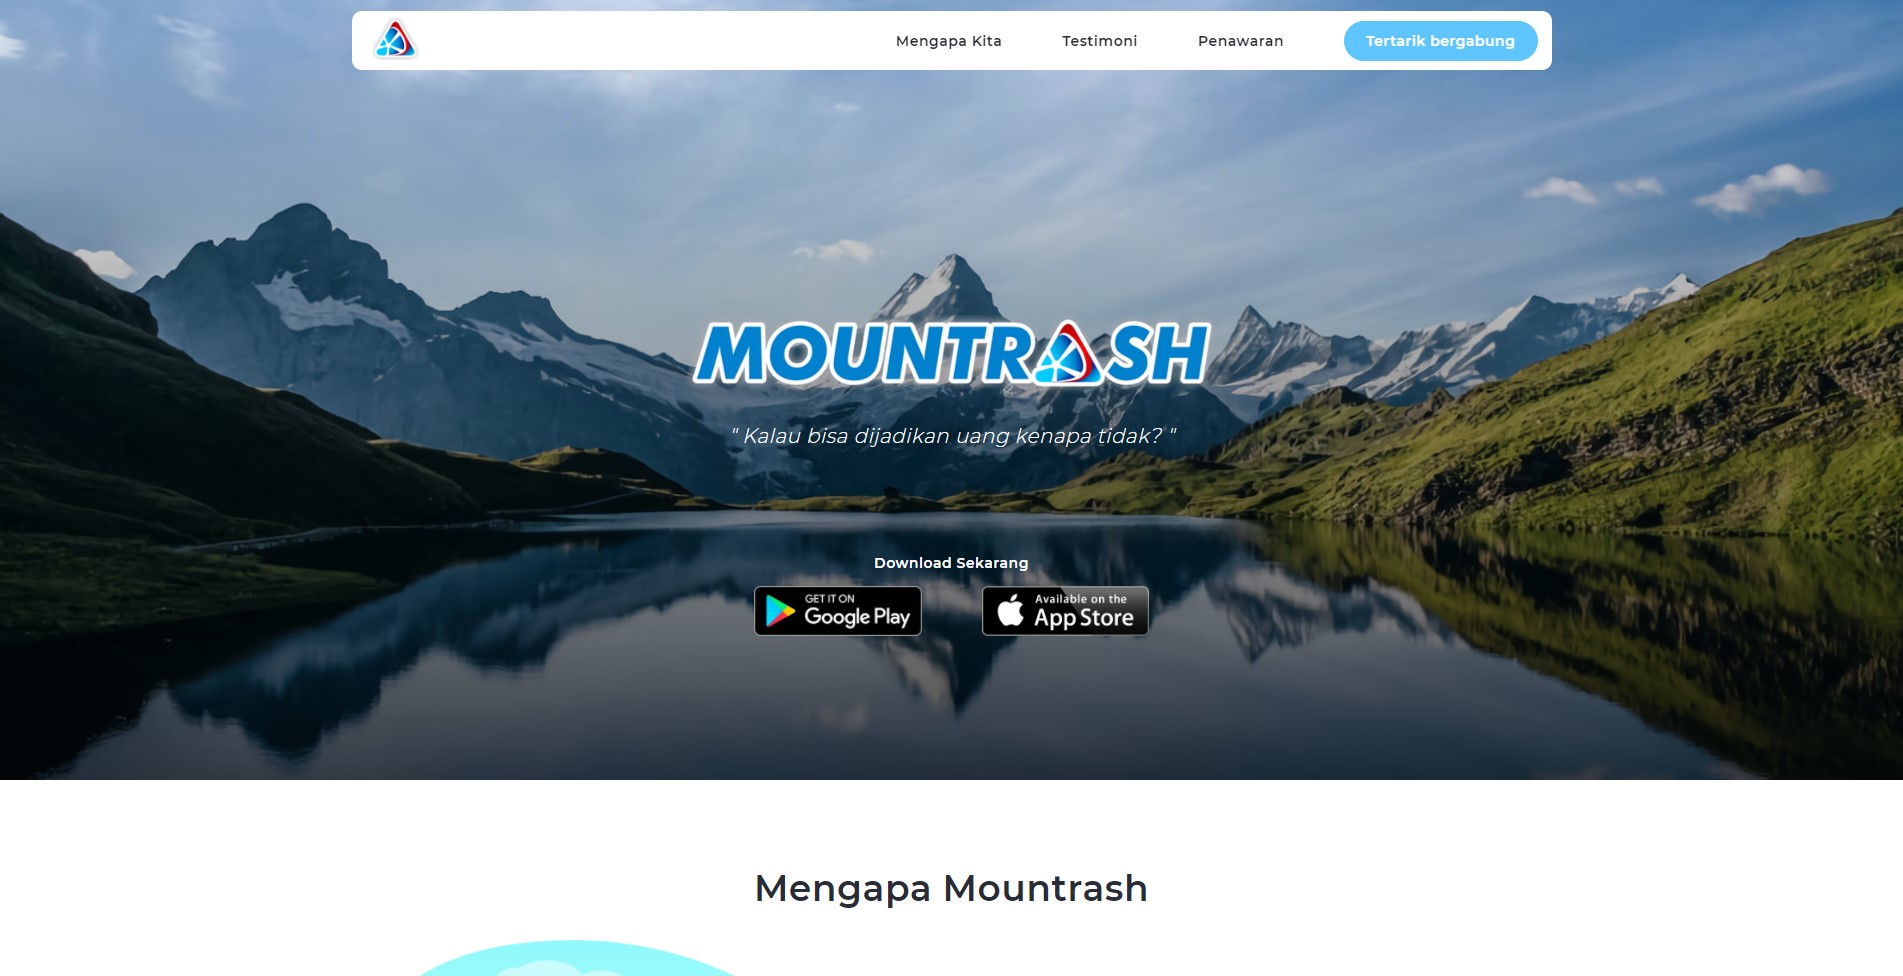 Mengapa Kita
Testimoni
Penawaran
Tertarik bergabung
MOUNTRASH
" Kalau bisa dijadikan uang kenapa tidak? "
Download Sekarang
GET IT ON
Google Play
Available on the
App Store
Mengapa Mountrash